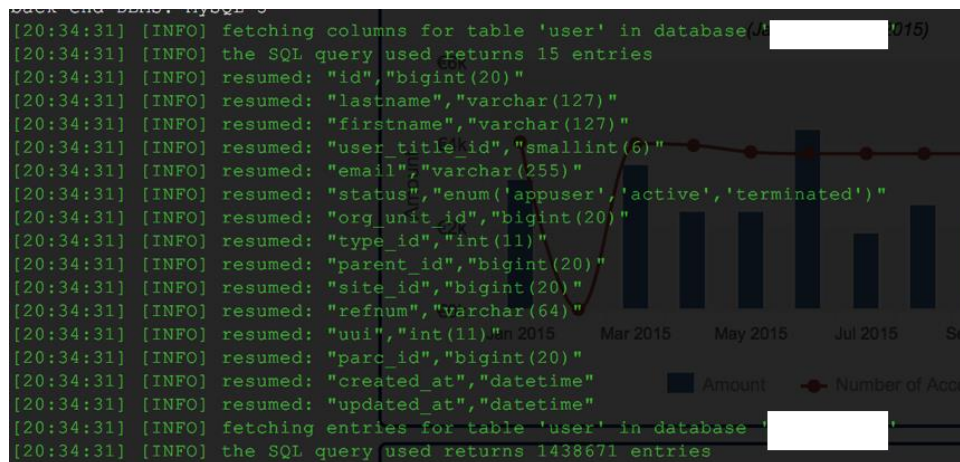 back-end DBMS: MySQL 5
[20:34:31] [INFO] fetching columns for table 'user' in database '
[20:34:31] [INFO] the SQL query used returns 15 entries
[20:34:31] [INFO] resumed: "id","bigint(20)"
[20:34:31] [INFO] resumed: "lastname","varchar(127)"
[20:34:31] [INFO] resumed: "firstname","varchar(127)"
[20:34:31] [INFO] resumed: "user_title_id","smallint(6)"
[20:34:31] [INFO] resumed: "email","varchar(255)"
[20:34:31] [INFO] resumed: "status","enum('appuser','active','terminated')"
[20:34:31] [INFO] resumed: "org_unit_id","bigint(20)"
[20:34:31] [INFO] resumed: "type_id","int(11)"
[20:34:31] [INFO] resumed: "parent_id","bigint(20)"
[20:34:31] [INFO] resumed: "site_id","bigint(20)"
[20:34:31] [INFO] resumed: "refnum","varchar(64)"
[20:34:31] [INFO] resumed: "uui","int(11)"
Jan 2015 Mar 2015 May 2015 Jul 2015
[20:34:31] [INFO] resumed: "parc_id","bigint(20)"
[20:34:31] [INFO] resumed: "created_at","datetime"
Amount Number of
[20:34:31] [INFO] resumed: "updated_at","datetime"
[20:34:31] [INFO] fetching entries for table 'user' in database ' '
[20:34:31] [INFO] the SQL query used returns 1438671 entries